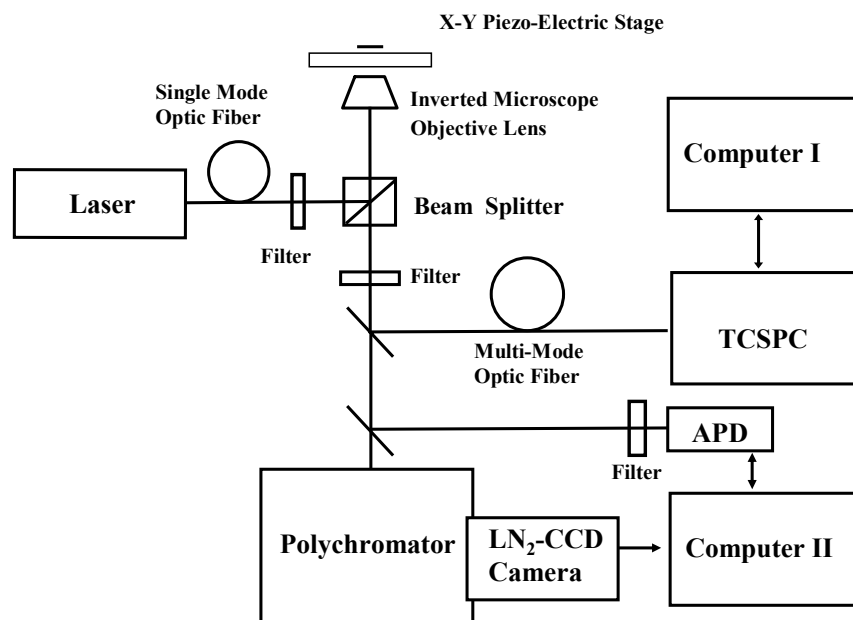 X-Y Piezo-Electric Stage
Single Mode
Optic Fiber
Inverted Microscope
Objective Lens
Computer I
Laser
Beam Splitter
Filter
Filter
TCSPC
Multi-Mode
Optic Fiber
APD
Filter
Polychromator
LN₂-CCD
Camera
Computer II